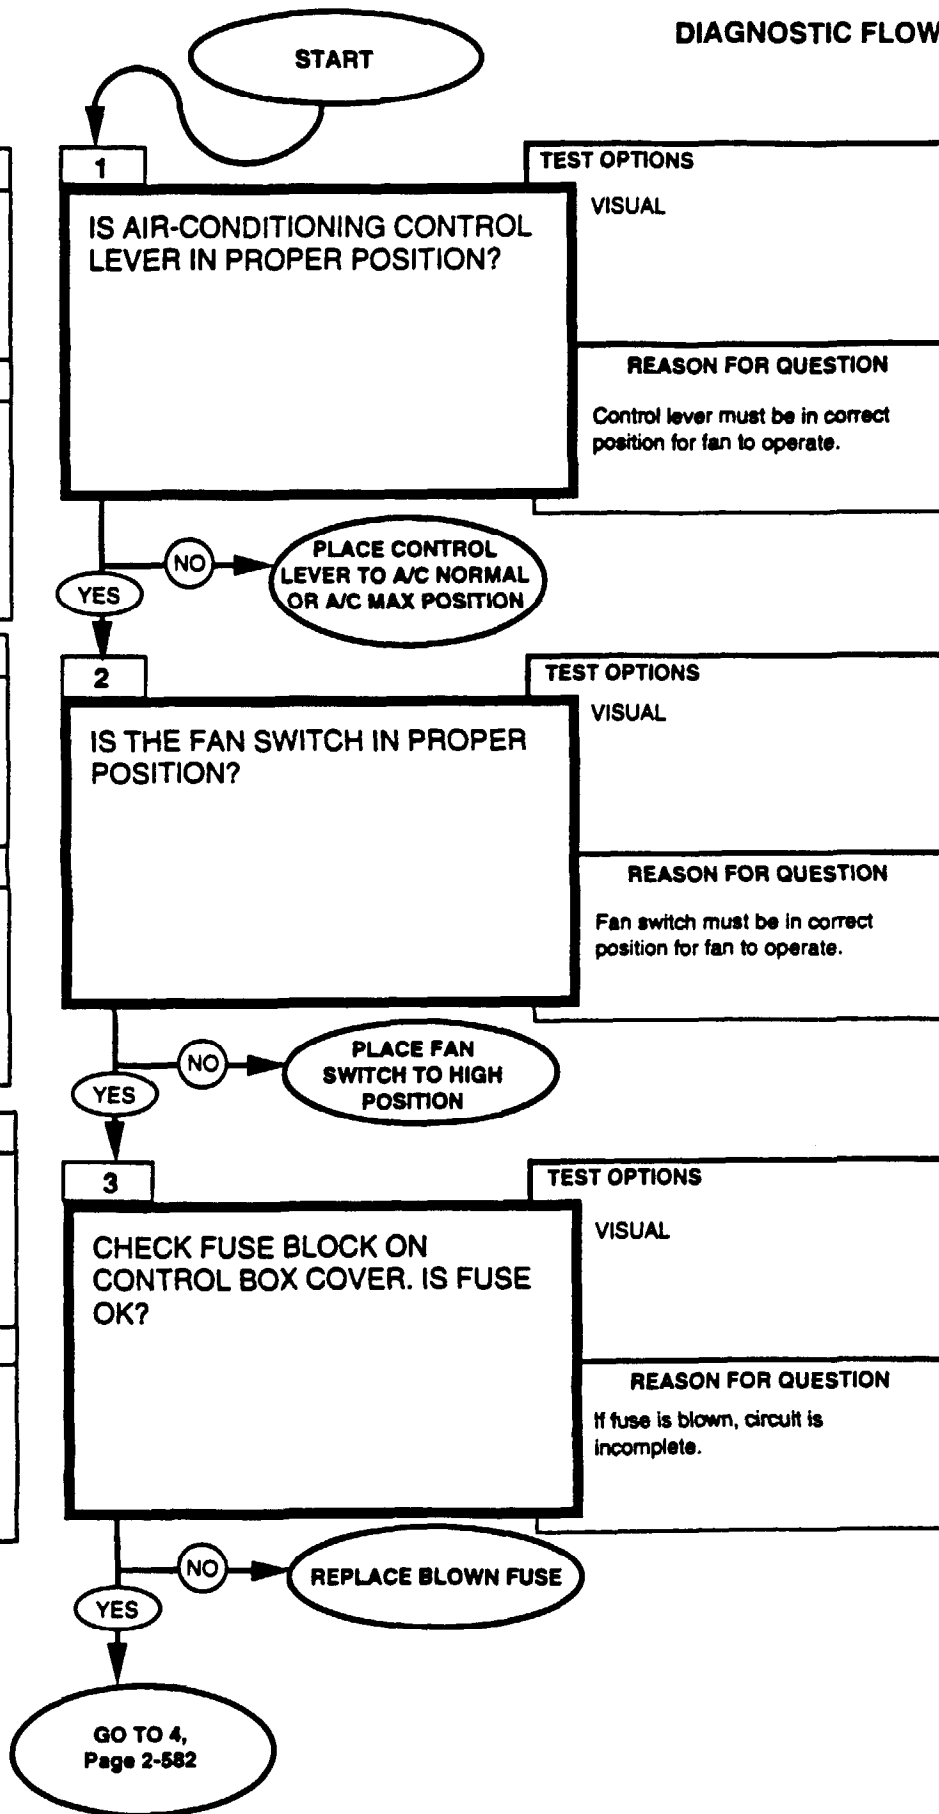 DIAGNOSTIC FLOW
START
1
IS AIR-CONDITIONING CONTROL
LEVER IN PROPER POSITION?
TEST OPTIONS
VISUAL
REASON FOR QUESTION
Control lever must be in correct
position for fan to operate.
NO
PLACE CONTROL
LEVER TO A/C NORMAL
OR A/C MAX POSITION
YES
2
IS THE FAN SWITCH IN PROPER
POSITION?
TEST OPTIONS
VISUAL
REASON FOR QUESTION
Fan switch must be in correct
position for fan to operate.
NO
PLACE FAN
SWITCH TO HIGH
POSITION
YES
3
CHECK FUSE BLOCK ON
CONTROL BOX COVER. IS FUSE
OK?
TEST OPTIONS
VISUAL
REASON FOR QUESTION
If fuse is blown, circuit is
incomplete.
NO
REPLACE BLOWN FUSE
YES
GO TO 4,
Page 2-582